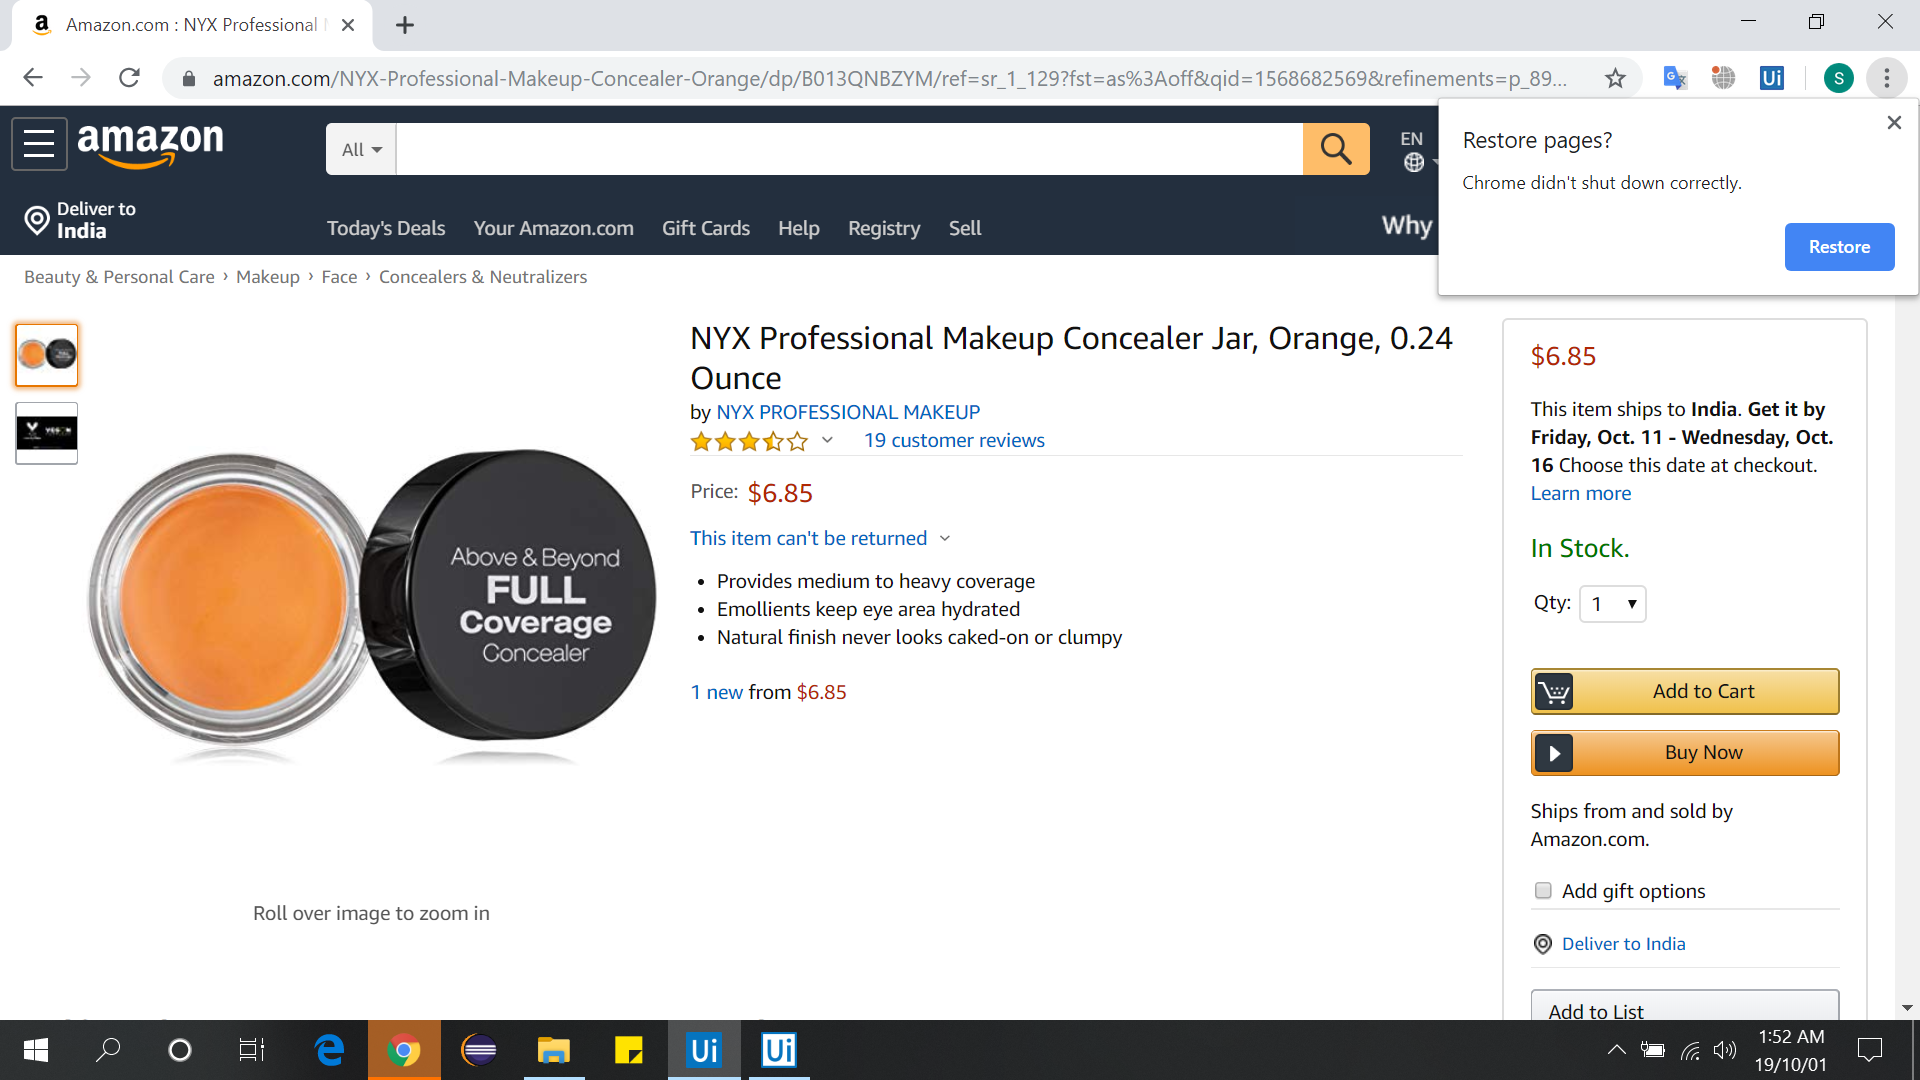 Amazon.com : NYX Professional
amazon.com/NYX-Professional-Makeup-Concealer-Orange/dp/B013QNBZYM/ref=sr_1_129?fst=as%3Aoff&qid=1568682569&refinements=p_89...
S
Restore pages?
Chrome didn't shut down correctly.
Restore
amazon
All
EN
Deliver to
India
Today's Deals Your Amazon.com Gift Cards Help Registry Sell
Why
Beauty & Personal Care › Makeup › Face › Concealers & Neutralizers
Above & Beyond
FULL
Coverage
Concealer
Roll over image to zoom in
NYX Professional Makeup Concealer Jar, Orange, 0.24
Ounce
by NYX PROFESSIONAL MAKEUP
19 customer reviews
Price: $6.85
This item can't be returned
• Provides medium to heavy coverage
• Emollients keep eye area hydrated
• Natural finish never looks caked-on or clumpy
1 new from $6.85
$6.85
This item ships to India. Get it by
Friday, Oct. 11 - Wednesday, Oct.
16 Choose this date at checkout.
Learn more
In Stock.
Qty: 1
Add to Cart
Buy Now
Ships from and sold by
Amazon.com.
Add gift options
Deliver to India
Add to List
Ui
Ui
1:52 AM
19/10/01